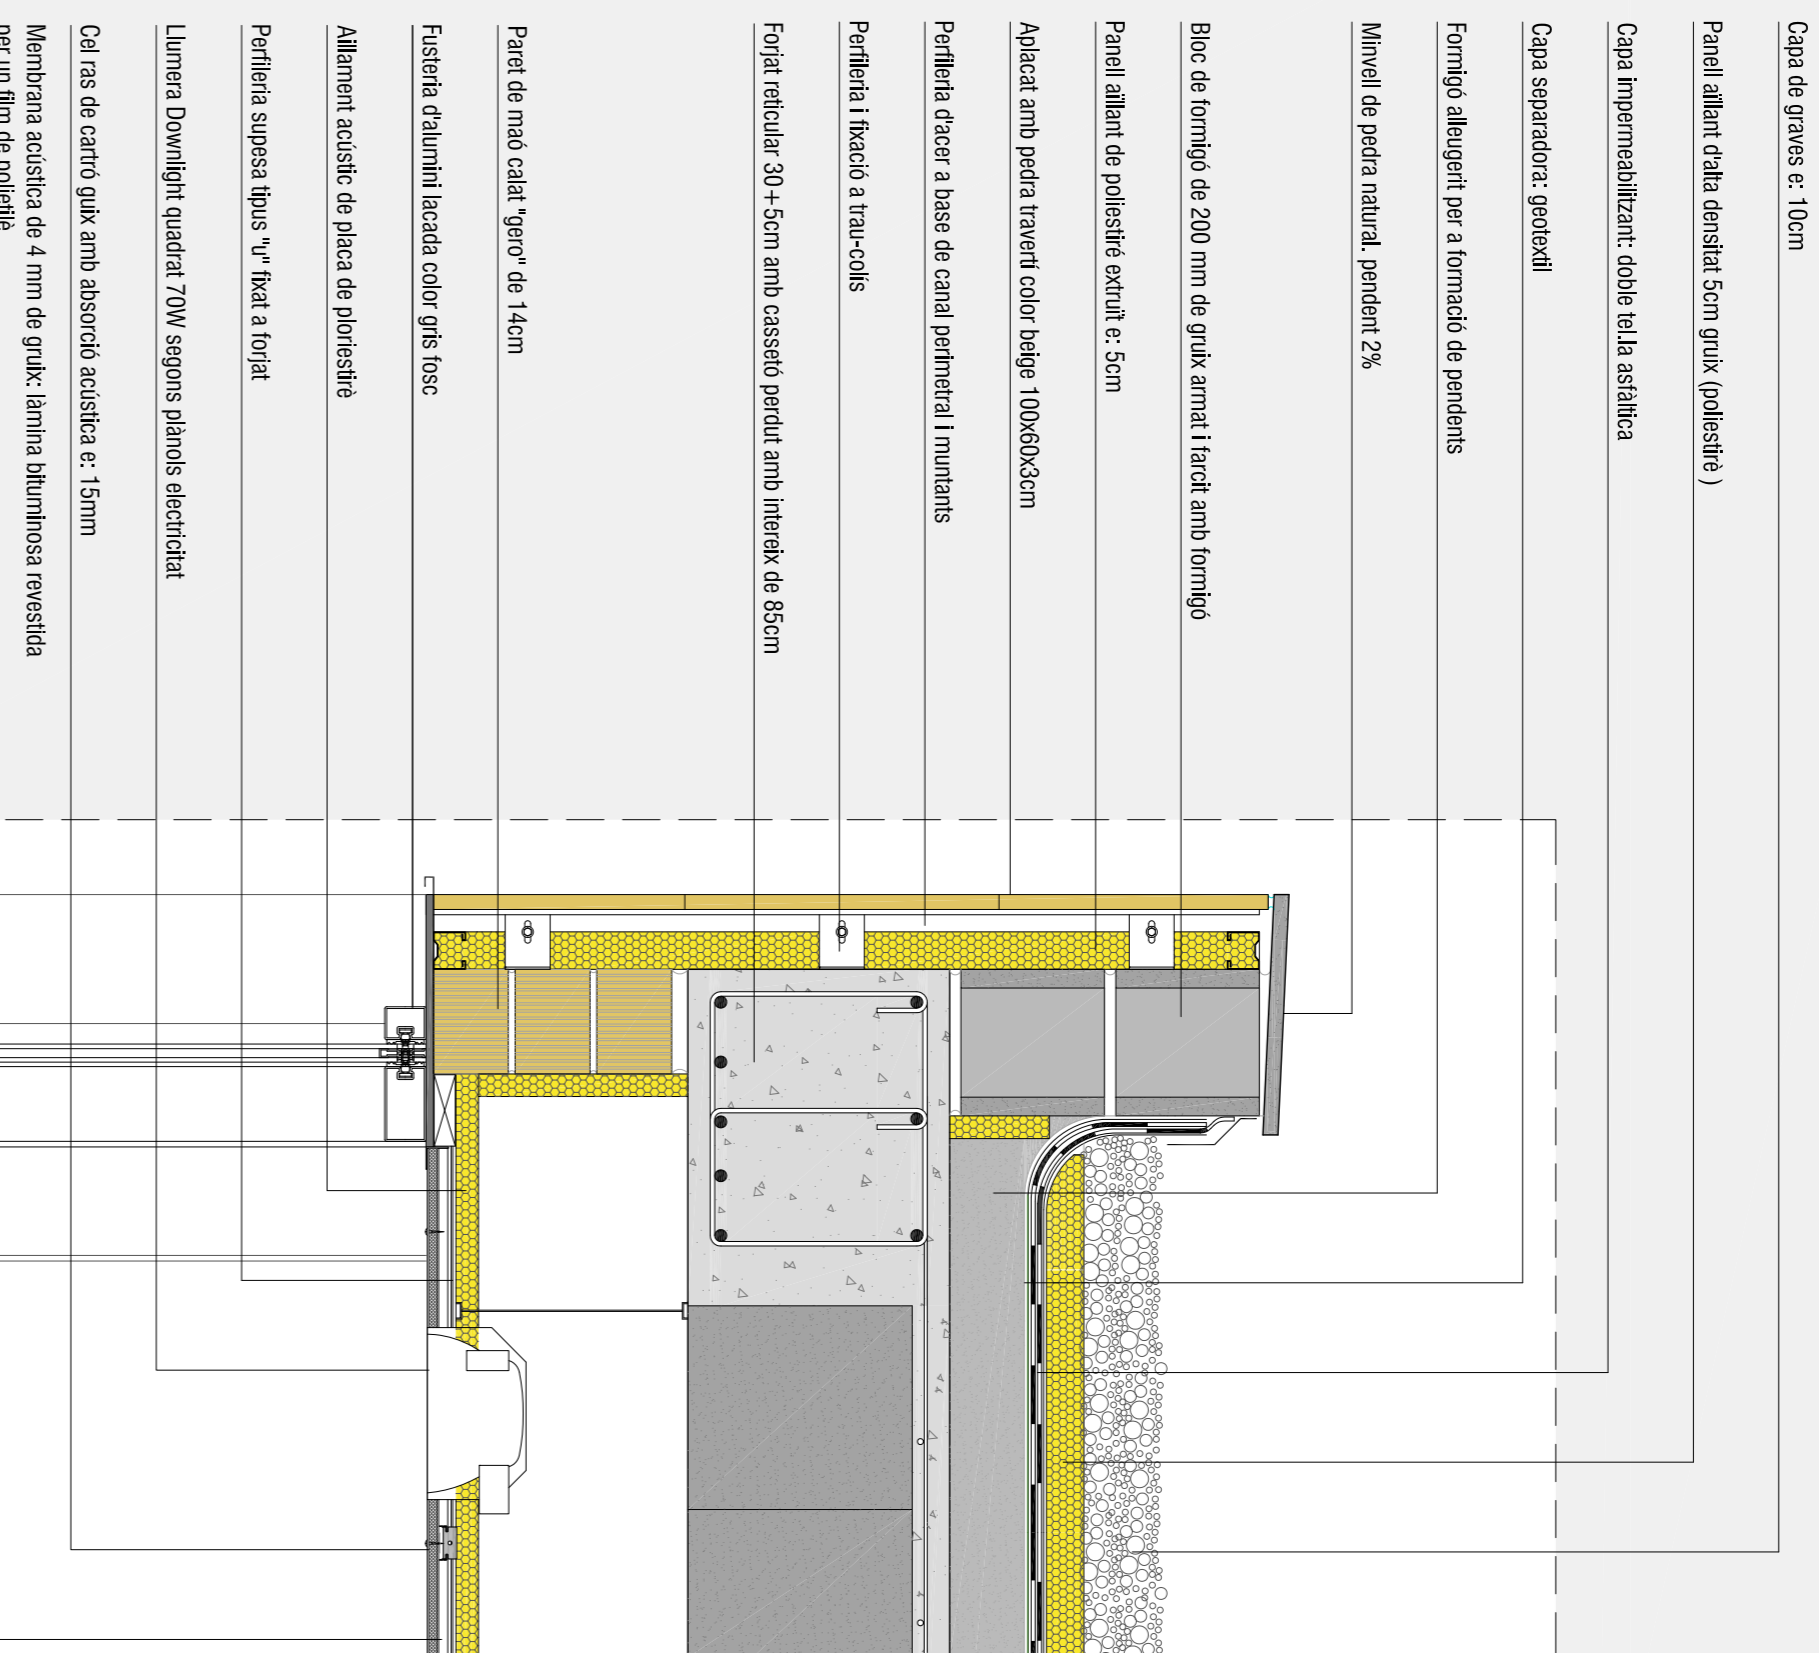 Capa de graves e: 10cm
Panell aïllant d'alta densitat 5cm gruix (poliestirè )
Capa impermeabilitzant: doble tel.la asfàltica
Capa separadora: geotextil
Formigó alleugerit per a formació de pendents
Minvell de pedra natural. pendent 2%
Bloc de formigó de 200 mm de gruix armat i farcit amb formigó
Panell aïllant de poliestiré extruït e: 5cm
Aplacat amb pedra travertí color beige 100x60x3cm
Perfileria d'acer a base de canal perimetral i muntants
Perfileria i fixació a trau-colís
Forjat reticular 30+5cm amb cassetó perdut amb intereix de 85cm
Paret de maó calat "gero" de 14cm
Fusteria d'alumini lacada color gris fosc
Aïllament acústic de placa de ploriestirè
Perfileria supesa tipus "u" fixat a forjat
Llumera Downlight quadrat 70W segons plànols electricitat
Cel ras de cartró guix amb absorció acústica e: 15mm
Membrana acústica de 4 mm de gruix: làmina bituminosa revestida
per un film de polietilè